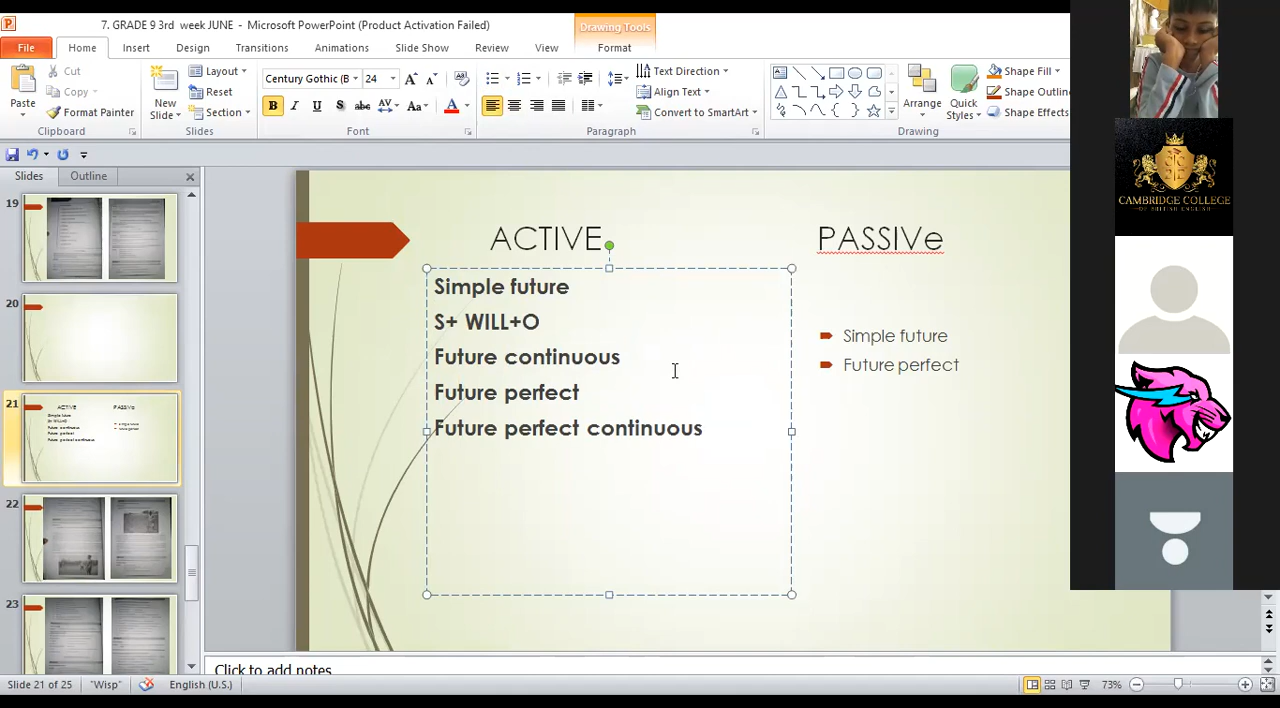 7. GRADE 9 3rd week JUNE - Microsoft PowerPoint (Product Activation Failed)
Drawing Tools
File Home Insert Design Transitions Animations Slide Show Review View Format
Cut
Copy
Format Painter
Paste
Clipboard
New
Slide
Layout
Reset
Section
Slides
Century Gothic (B
24
Font
Text Direction
Align Text
Convert to SmartArt
Paragraph
Arrange
Quick
Styles
Shape Fill
Shape Outlin
Shape Effects
Drawing
Slides Outline
19
20
21
22
23
ACTIVE
Simple future
S+ WILL+O
Future continuous
Future perfect
Future perfect continuous
PASSIVe
Simple future
Future perfect
CAMBRIDGE COLLEGE
OF BRITISH ENGLISH
Click to add notes
Slide 21 of 25
"Wisp"
English (U.S.)
73%